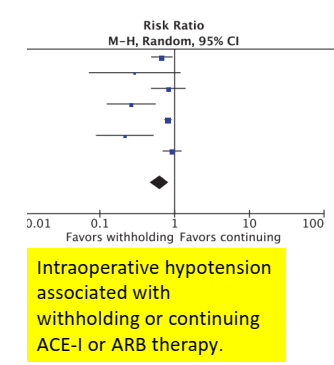 Risk Ratio
M-H, Random, 95% CI
0.01 0.1 1 10 100
Favors withholding Favors continuing
Intraoperative hypotension
associated with
withholding or continuing
ACE-I or ARB therapy.